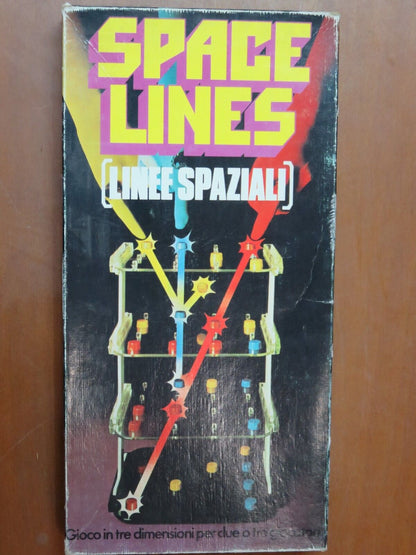 SPACE
LINES
(LINEE SPAZIALI)
Gioco in tre dimensioni per due o tre giocatori